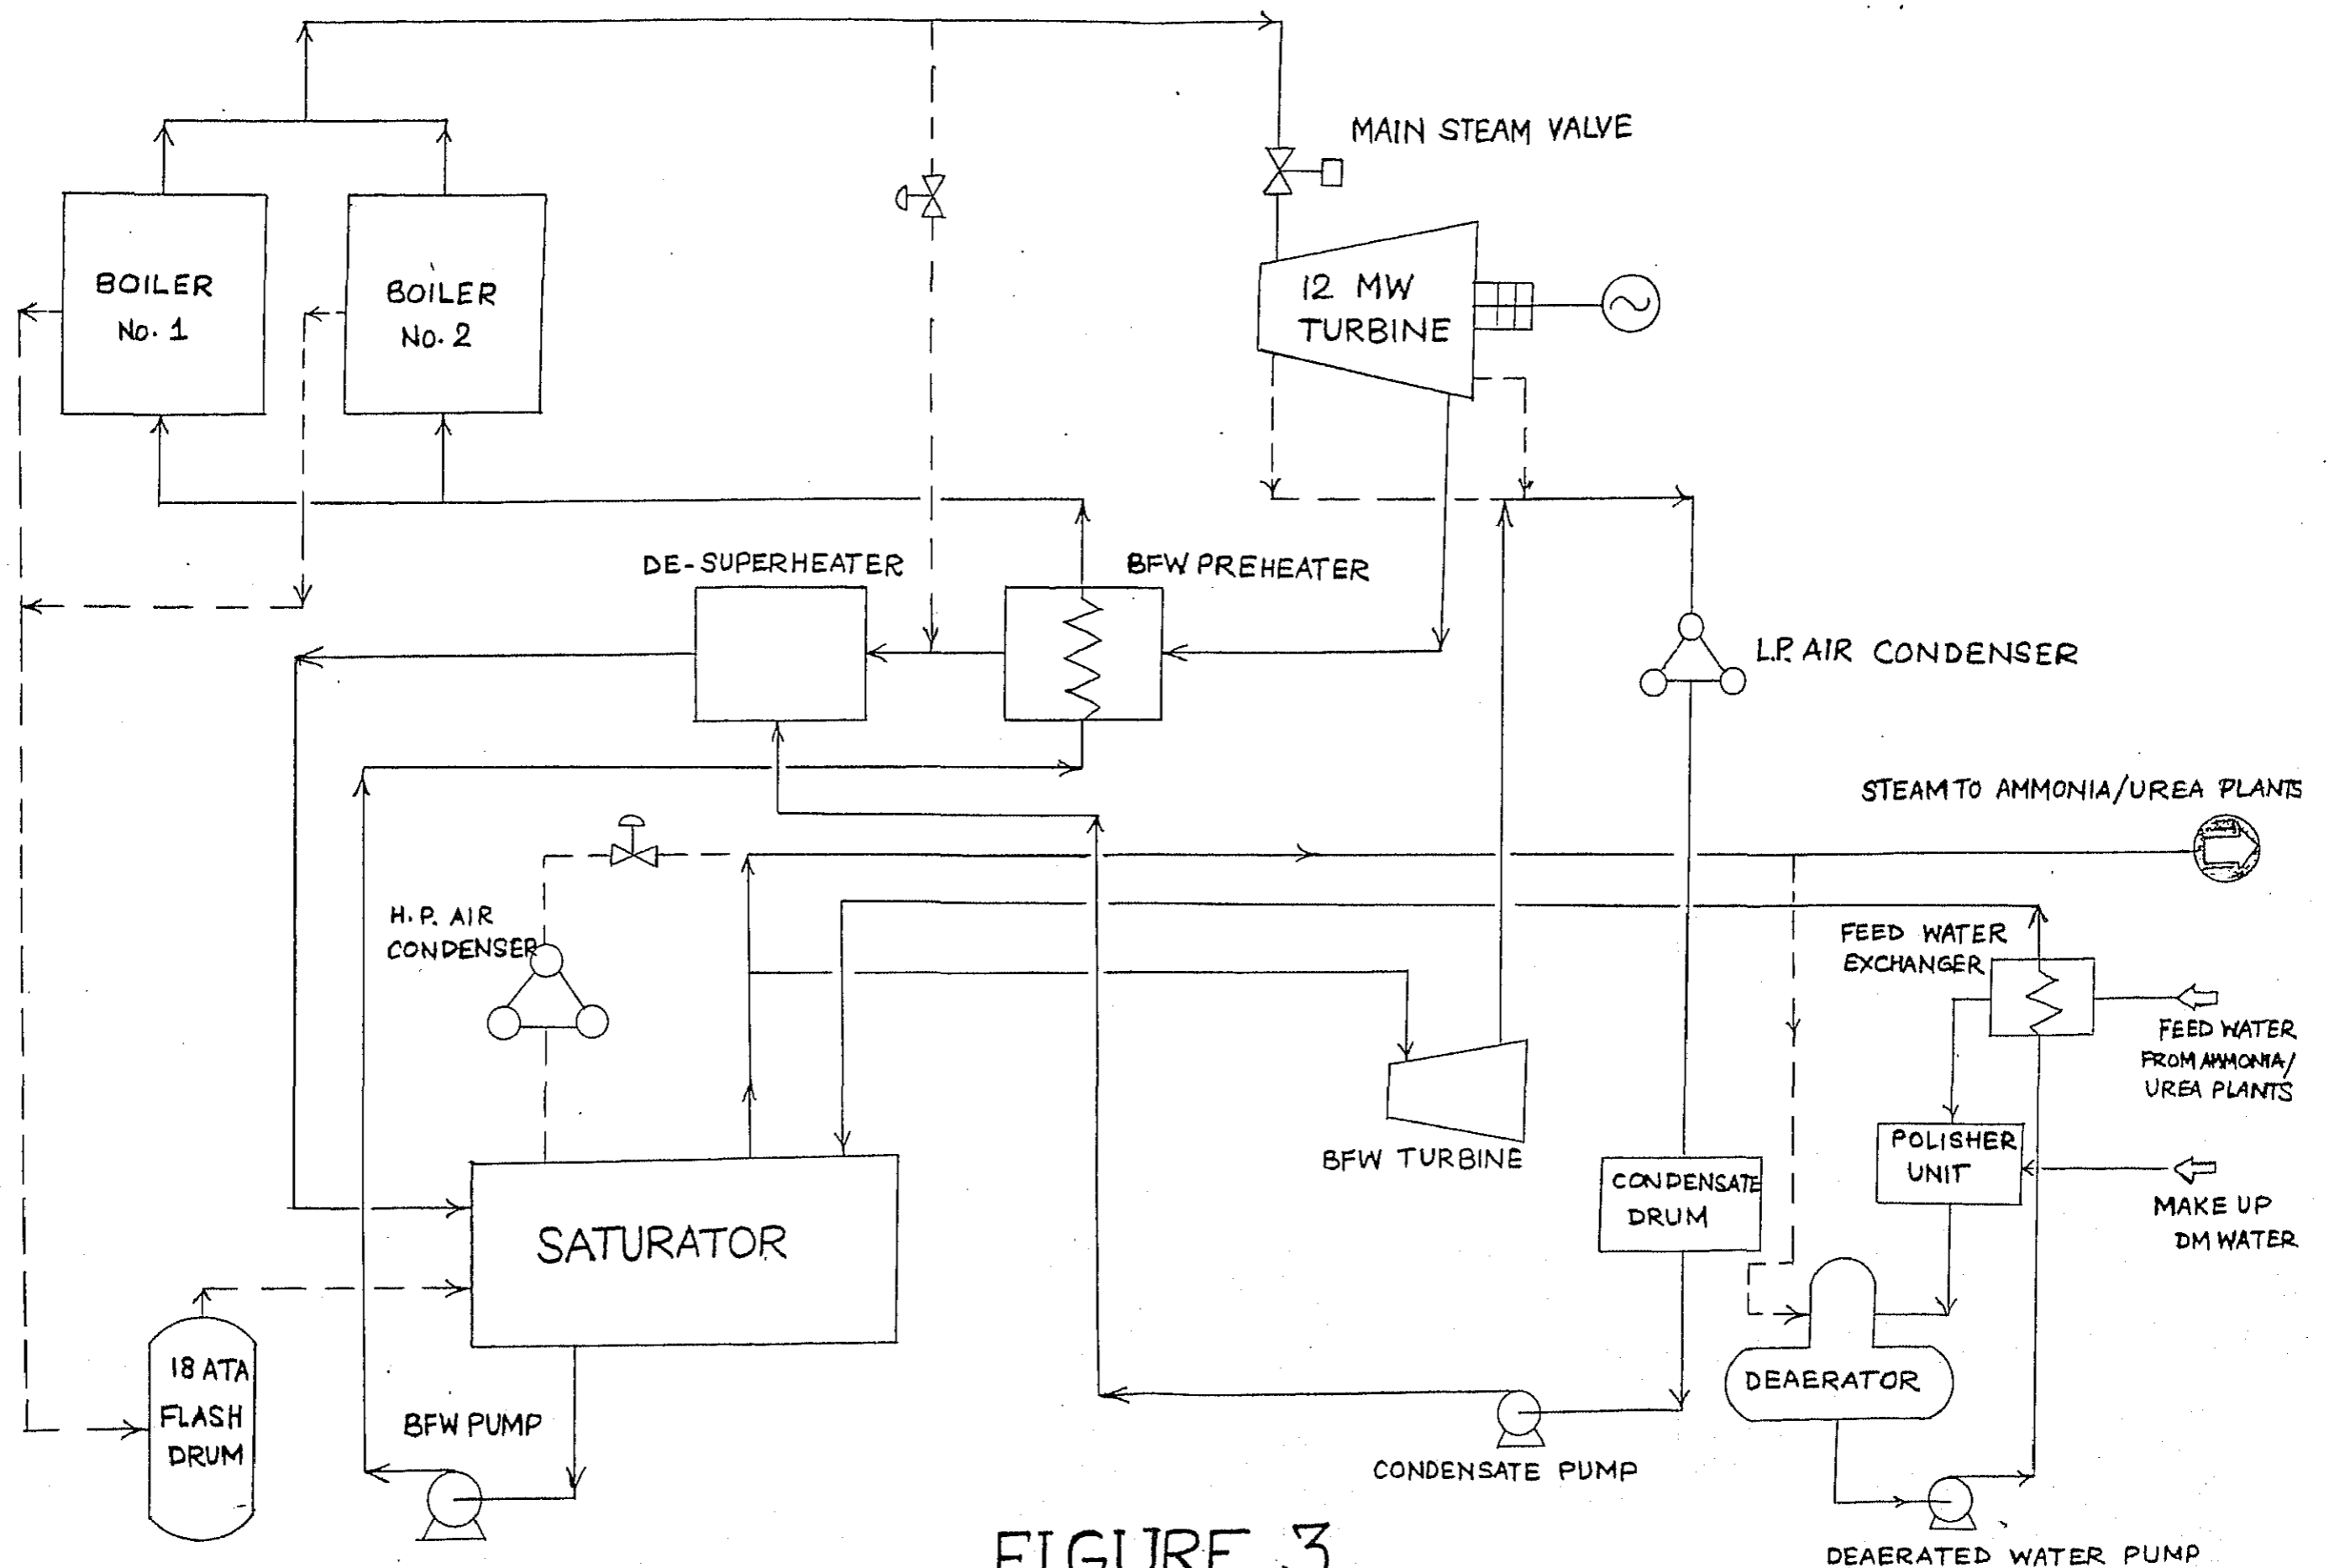 MAIN STEAM VALVE
BOILER
No. 1
BOILER
No. 2
12 MW
TURBINE
DE-SUPERHEATER
BFW PREHEATER
L.P. AIR CONDENSER
STEAM TO AMMONIA/UREA PLANTS
H.P. AIR
CONDENSER
FEED WATER
EXCHANGER
FEED WATER
FROM AMMONIA/
UREA PLANTS
POLISHER
UNIT
BFW TURBINE
CONDENSATE
DRUM
MAKE UP
DM WATER
SATURATOR
18 ATA
FLASH
DRUM
BFW PUMP
DEAERATOR
CONDENSATE PUMP
DEAERATED WATER PUMP
FIGURE 3